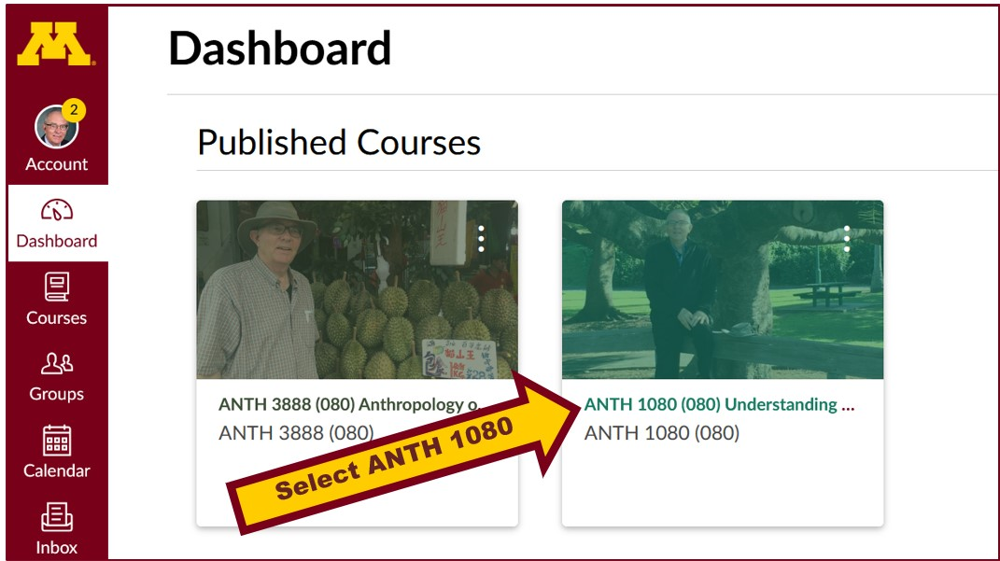 M
Dashboard
2
Account
Published Courses
Dashboard
Courses
Groups
ANTH 3888 (080) Anthropology o...
ANTH 3888 (080)
ANTH 1080 (080) Understanding ...
ANTH 1080 (080)
Select ANTH 1080
Calendar
Inbox